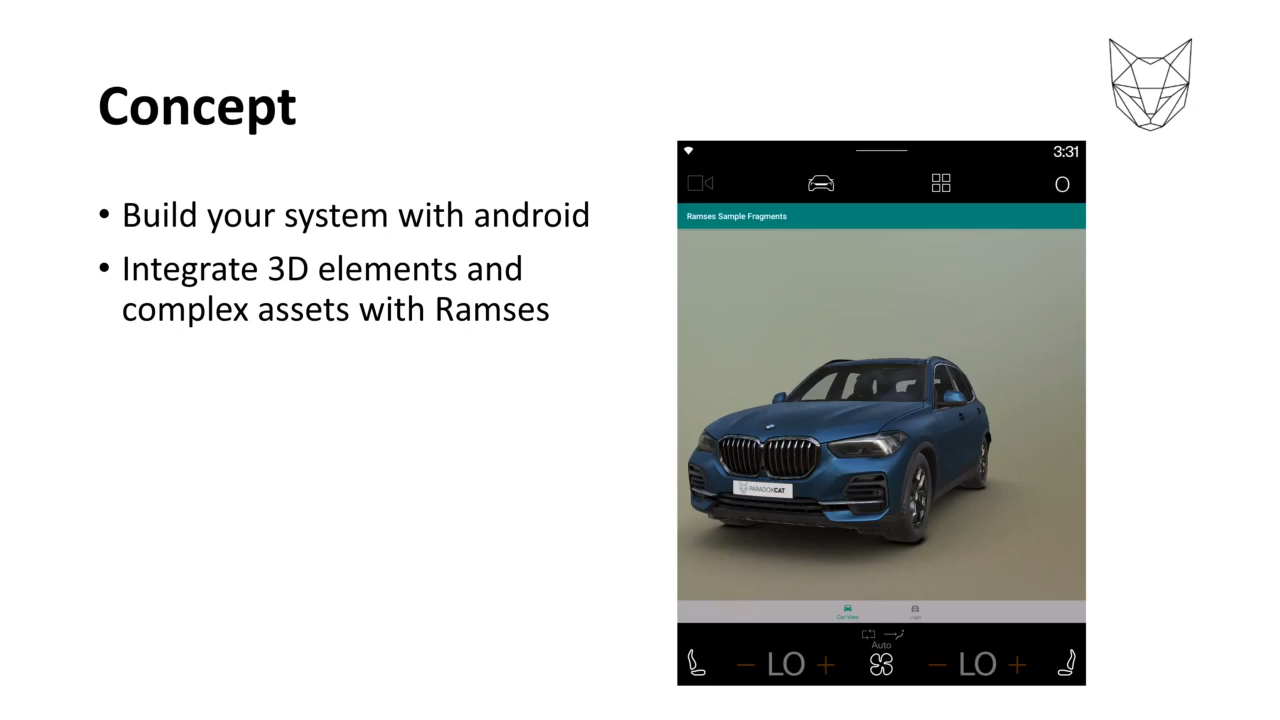 Concept
• Build your system with android
• Integrate 3D elements and
complex assets with Ramses
3:31
Ramses Sample Fragments
PARADOXCAT
Car View
Logo
Auto
LO
LO